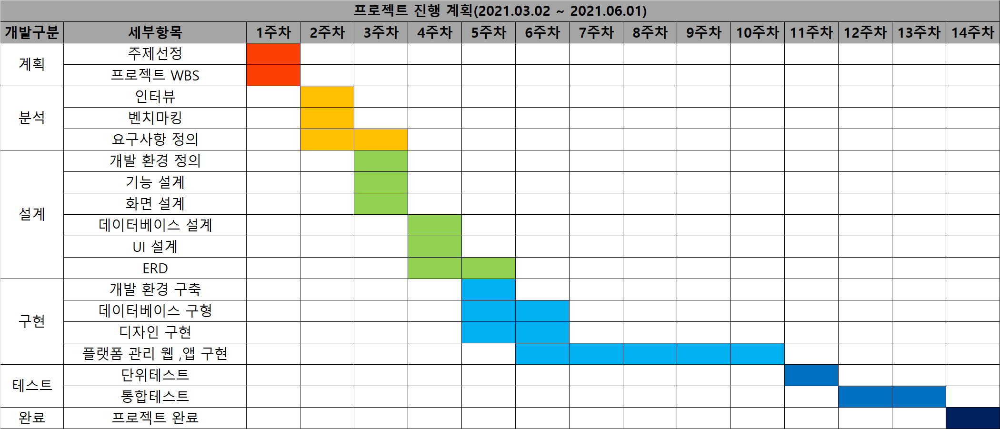 프로젝트 진행 계획(2021.03.02 ~ 2021.06.01)
개발구분 세부항목 1주차 2주차 3주차 4주차 5주차 6주차 7주차 8주차 9주차 10주차 11주차 12주차 13주차 14주차
계획
주제선정
프로젝트 WBS
분석
인터뷰
벤치마킹
요구사항 정의
설계
개발 환경 정의
기능 설계
화면 설계
데이터베이스 설계
UI 설계
ERD
구현
개발 환경 구축
데이터베이스 구형
디자인 구현
플랫폼 관리 웹 ,앱 구현
테스트
단위테스트
통합테스트
완료
프로젝트 완료